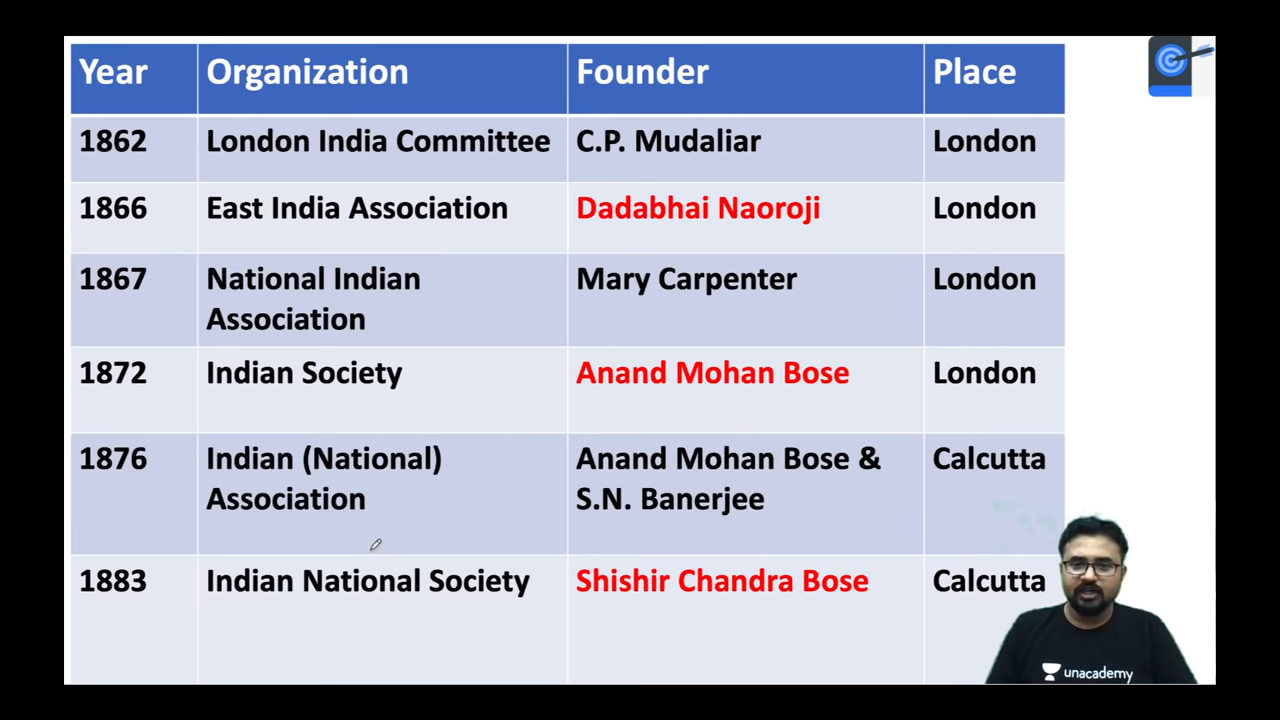 Year Organization Founder Place
1862 London India Committee C.P. Mudaliar London
1866 East India Association Dadabhai Naoroji London
1867 National Indian Mary Carpenter London
Association
1872 Indian Society Anand Mohan Bose London
1876 Indian (National) Anand Mohan Bose & Calcutta
Association S.N. Banerjee
1883 Indian National Society Shishir Chandra Bose Calcutta
unacademy